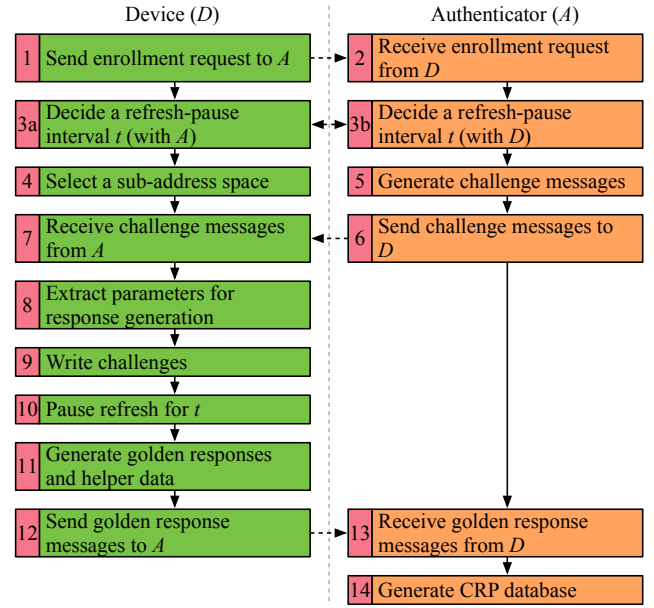 Device (D)
Authenticator (A)
1 Send enrollment request to A
2 Receive enrollment request
from D
3a Decide a refresh-pause
interval t (with A)
3b Decide a refresh-pause
interval t (with D)
4 Select a sub-address space
5 Generate challenge messages
7 Receive challenge messages
from A
6 Send challenge messages to
D
8 Extract parameters for
response generation
9 Write challenges
10 Pause refresh for t
11 Generate golden responses
and helper data
12 Send golden response
messages to A
13 Receive golden response
messages from D
14 Generate CRP database